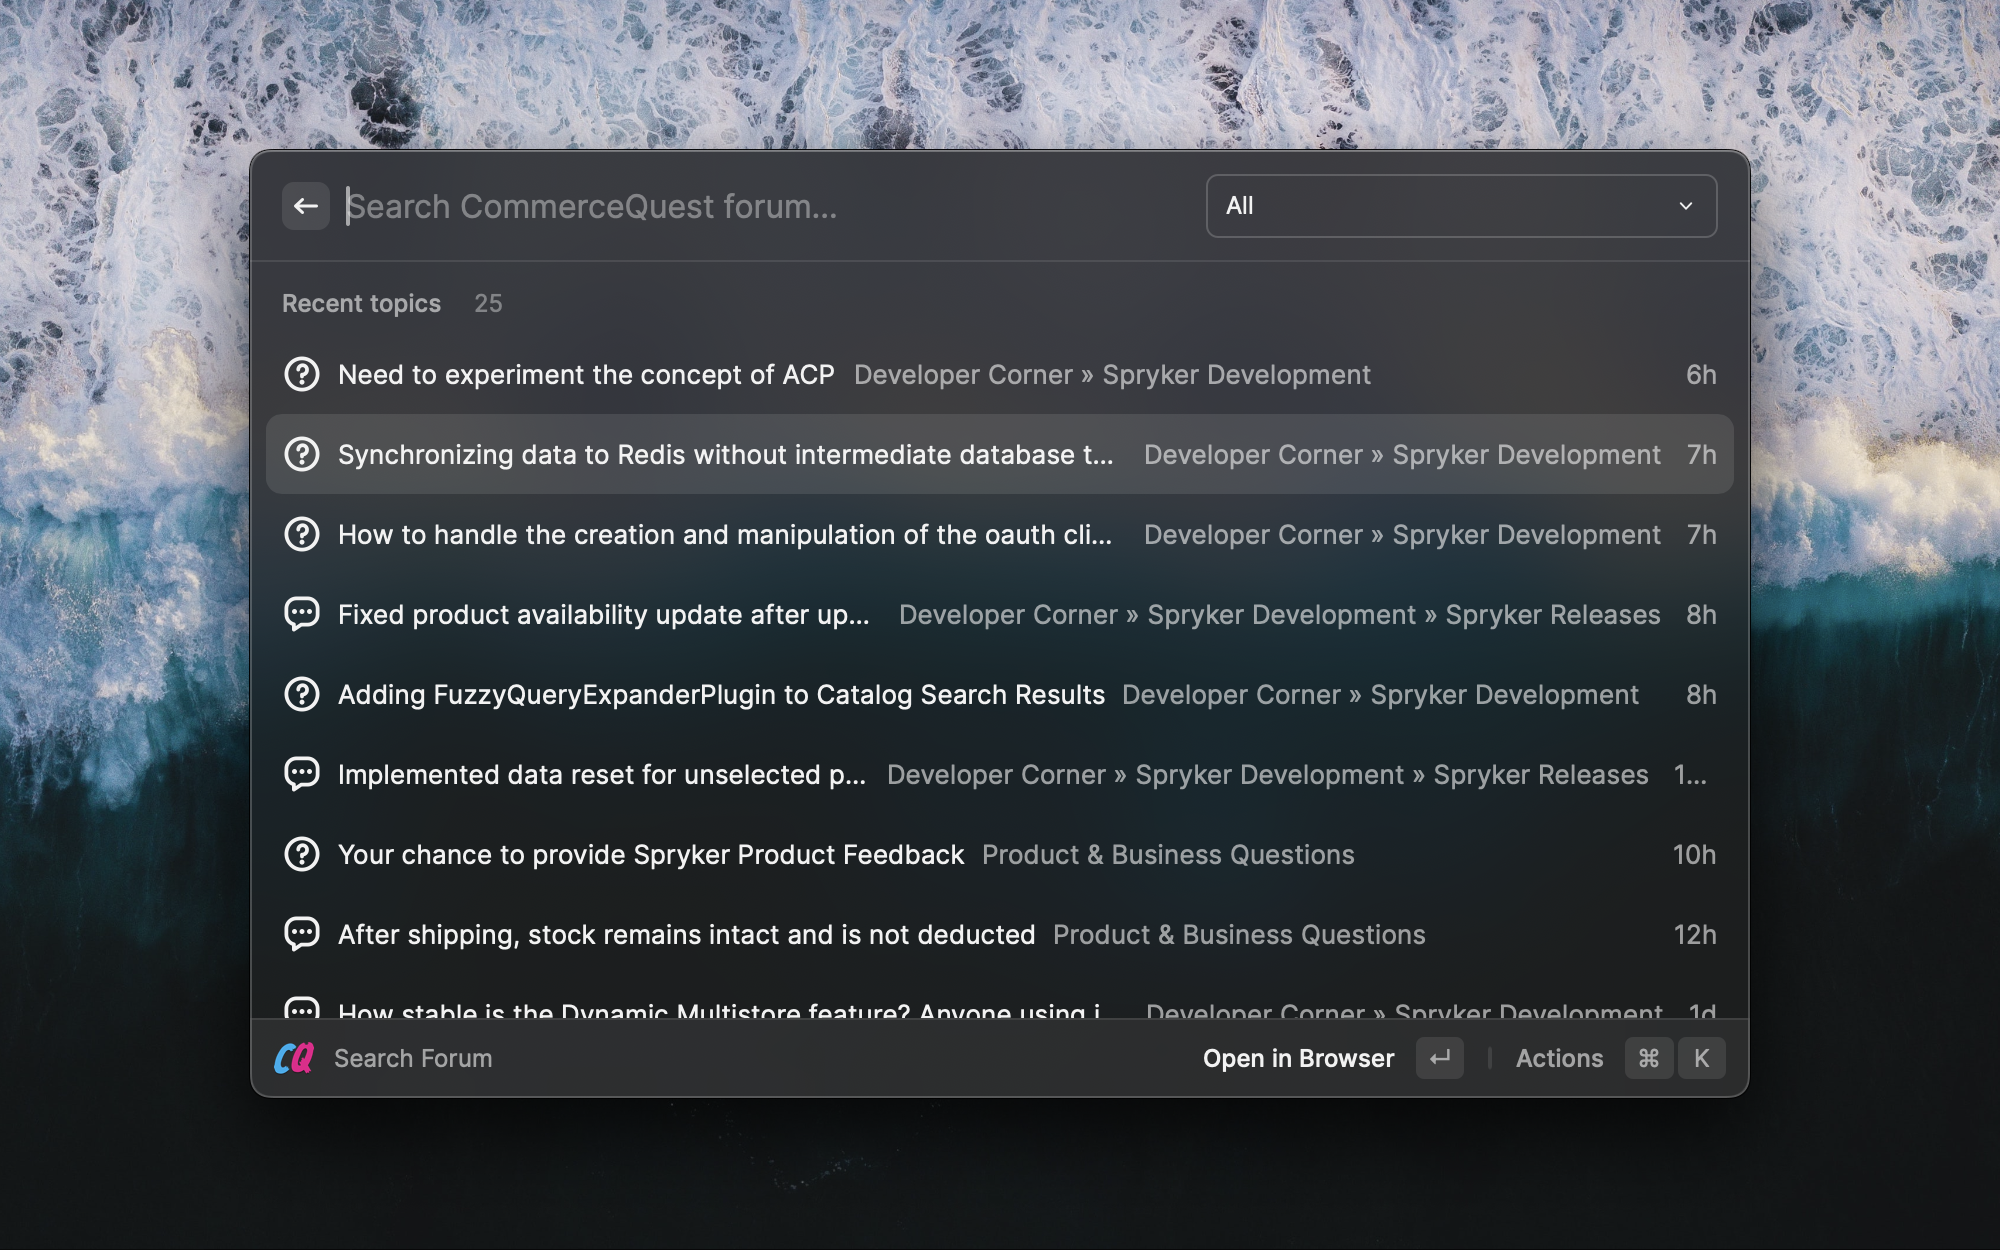 Search CommerceQuest forum...
All
Recent topics 25
Need to experiment the concept of ACP Developer Corner » Spryker Development 6h
Synchronizing data to Redis without intermediate database t... Developer Corner » Spryker Development 7h
How to handle the creation and manipulation of the oauth cli... Developer Corner » Spryker Development 7h
Fixed product availability update after up... Developer Corner » Spryker Development » Spryker Releases 8h
Adding FuzzyQueryExpanderPlugin to Catalog Search Results Developer Corner » Spryker Development 8h
Implemented data reset for unselected p... Developer Corner » Spryker Development » Spryker Releases 1...
Your chance to provide Spryker Product Feedback Product & Business Questions 10h
After shipping, stock remains intact and is not deducted Product & Business Questions 12h
How stable is the Dynamic Multistore feature? Anyone using i... Developer Corner » Spryker Development 1d
CQ Search Forum Open in Browser ↵ Actions ⌘ K